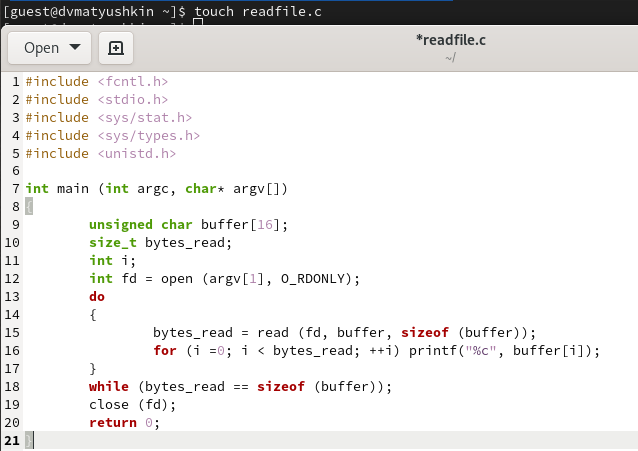 [guest@dvmatyushkin ~]$ touch readfile.c
Open
*readfile.c
~/
1 #include <fcntl.h>
2 #include <stdio.h>
3 #include <sys/stat.h>
4 #include <sys/types.h>
5 #include <unistd.h>
6
7 int main (int argc, char* argv[])
8 {
9 unsigned char buffer[16];
10 size_t bytes_read;
11 int i;
12 int fd = open (argv[1], O_RDONLY);
13 do
14 {
15 bytes_read = read (fd, buffer, sizeof (buffer));
16 for (i =0; i < bytes_read; ++i) printf("%c", buffer[i]);
17 }
18 while (bytes_read == sizeof (buffer));
19 close (fd);
20 return 0;
21 }